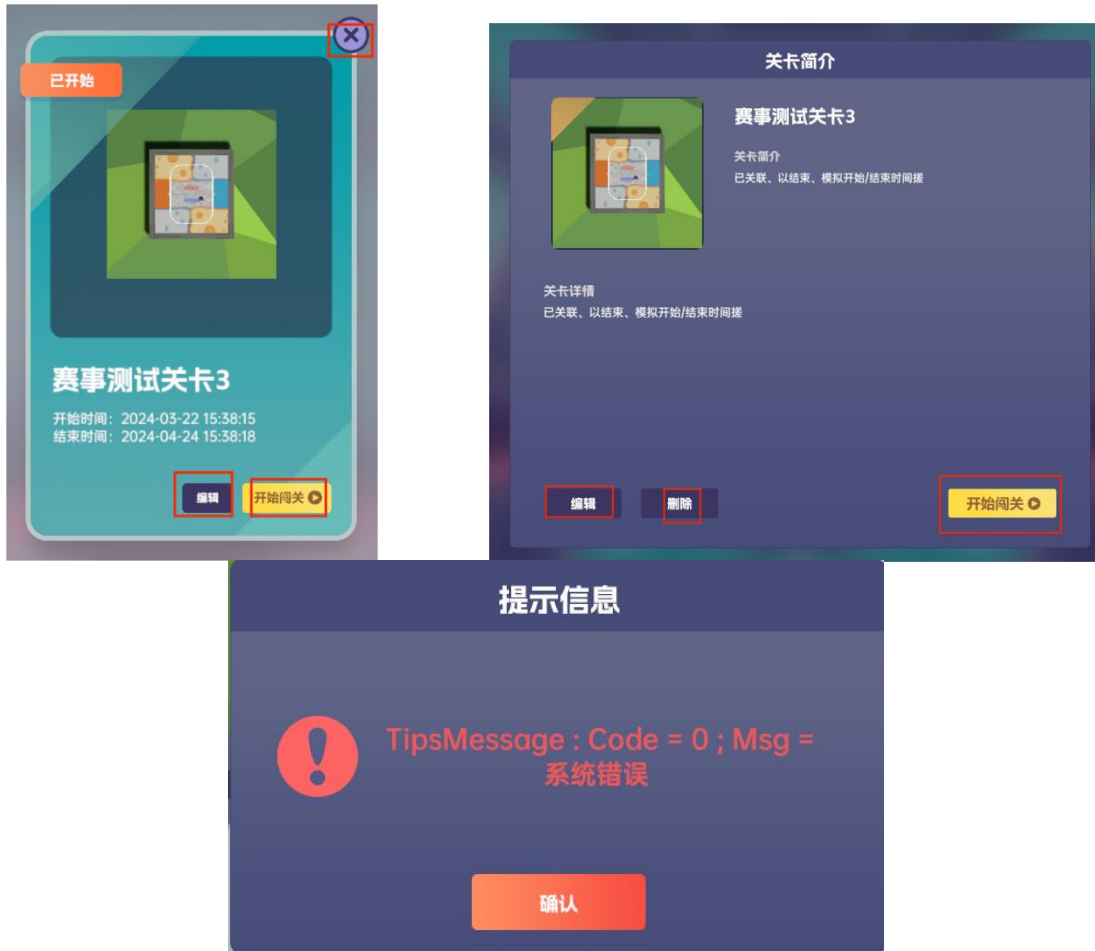 已开始
赛事测试关卡3
开始时间：2024-03-22 15:38:15
结束时间：2024-04-24 15:38:18
编辑
开始闯关
关卡简介
赛事测试关卡3
关卡简介
已关联、以结束、模拟开始/结束时间搓
关卡详情
已关联、以结束、模拟开始/结束时间搓
编辑
删除
开始闯关
提示信息
TipsMessage : Code = 0 ; Msg =
系统错误
确认